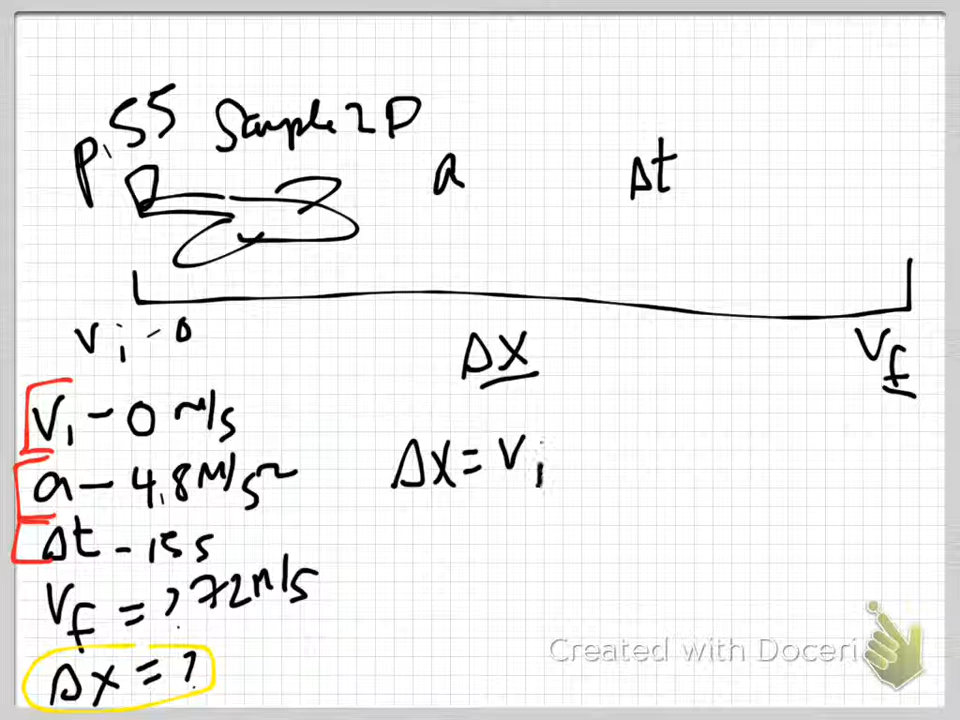 p.55 Sample 2D
a Δt
Vi - 0
Δx
Vf
Vi - 0 m/s
a - 4.8 m/s²
Δt - 15 s
Vf = ? 72 m/s
Δx = ?
Δx = Vi
Created with Doceri